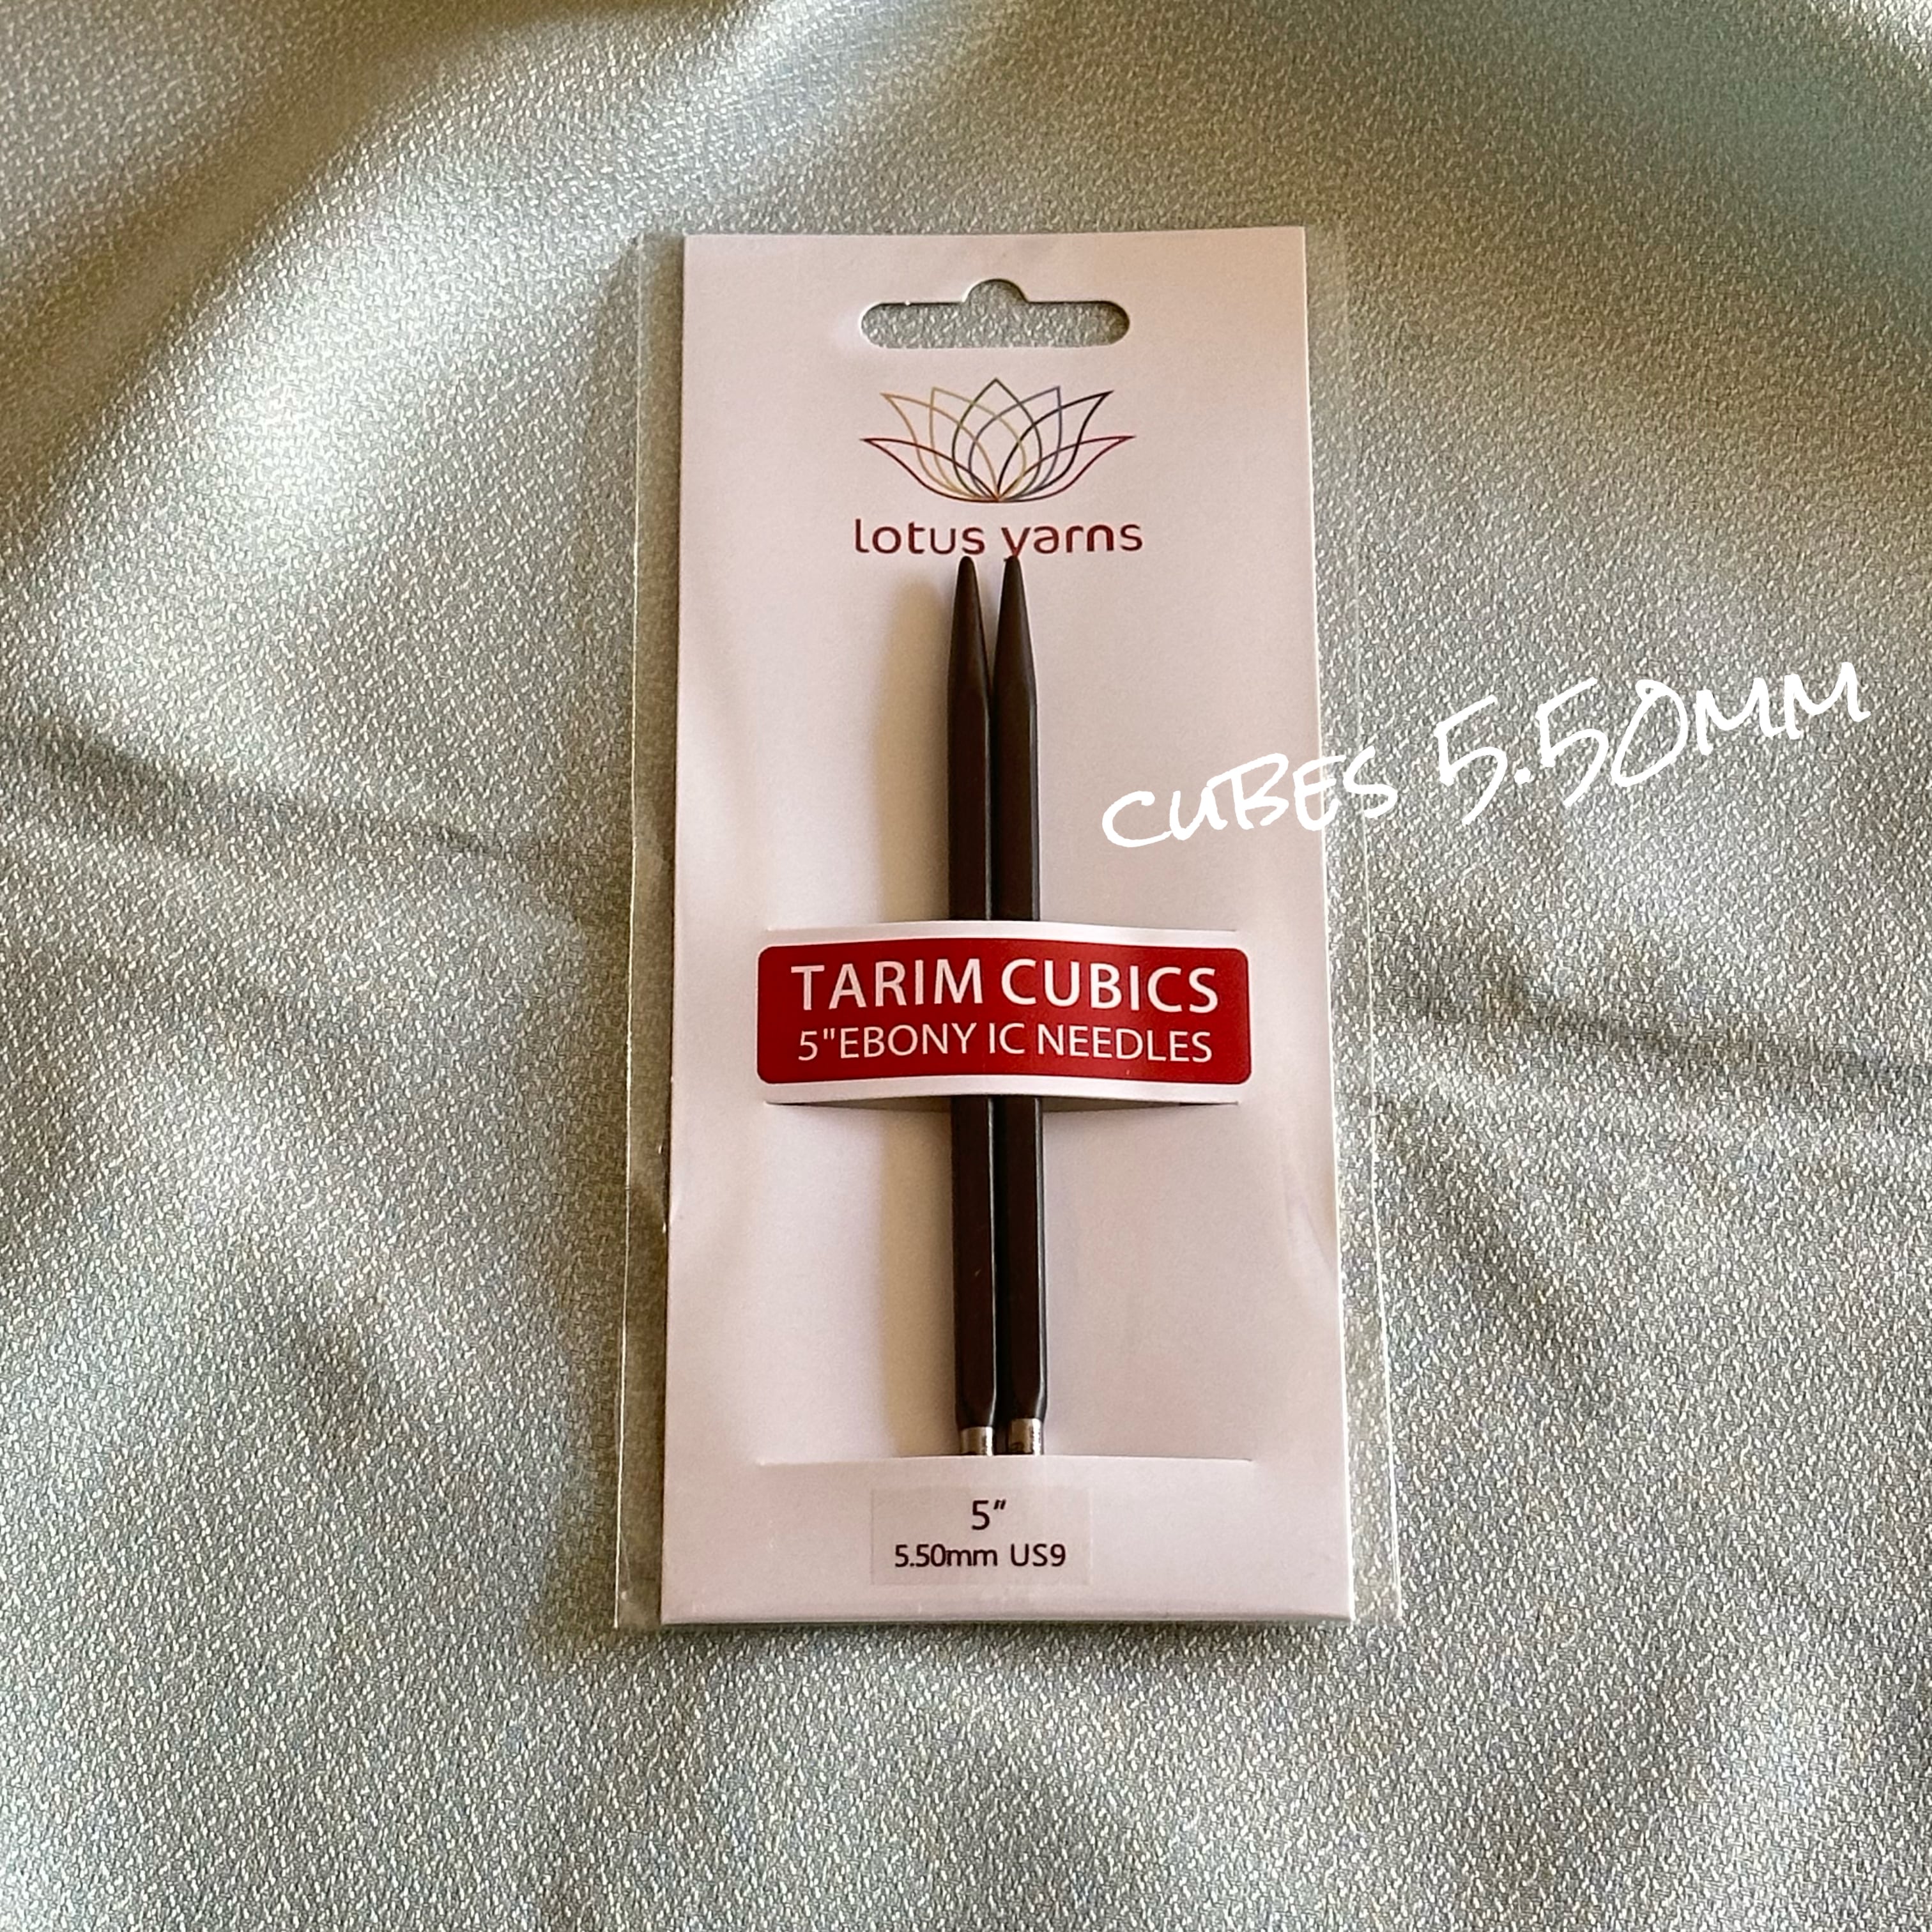 lotus yarns
CUBES 5.50MM
TARIM CUBICS
5"EBONY IC NEEDLES
5"
5.50mm US9